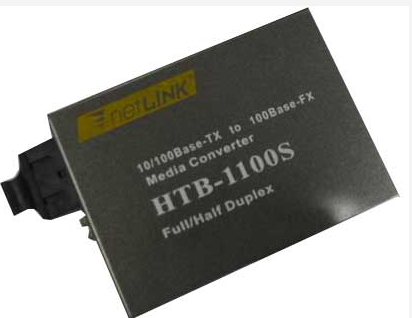 netLINK
10/100Base-TX to 100Base-FX
Media Converter
HTB-1100S
Full/Half Duplex